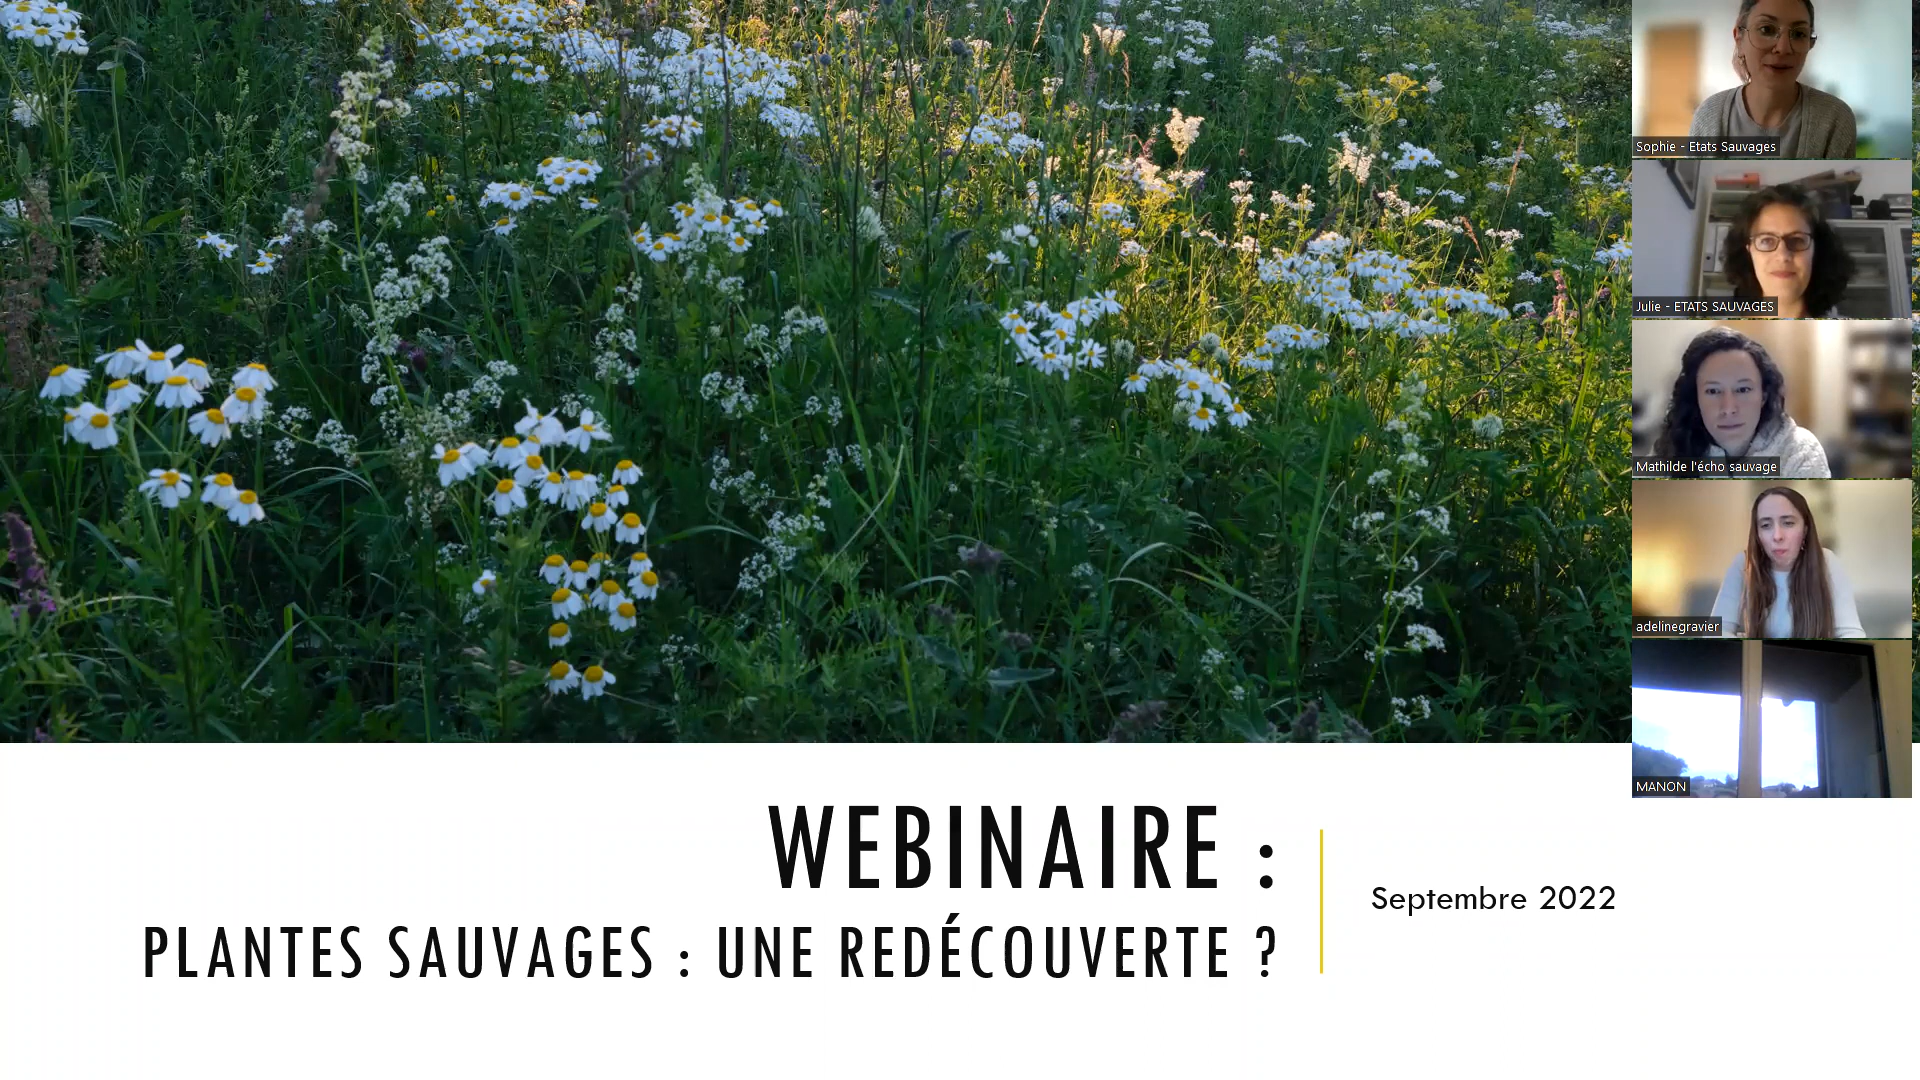 Sophie - Etats Sauvages
Julie - ETATS SAUVAGES
Mathilde l'écho sauvage
adelinegravier
MANON
WEBINAIRE :
PLANTES SAUVAGES : UNE REDÉCOUVERTE ?
Septembre 2022